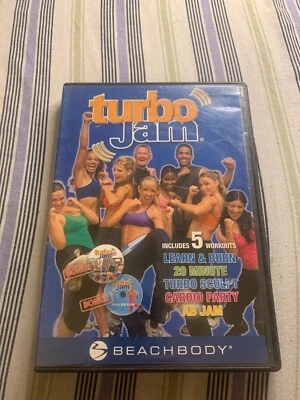 turbo
Jam®
INCLUDES 5 WORKOUTS
LEARN & BURN
20 MINUTE
TURBO SCULPT
CARDIO PARTY
AB JAM
BEACHBODY®